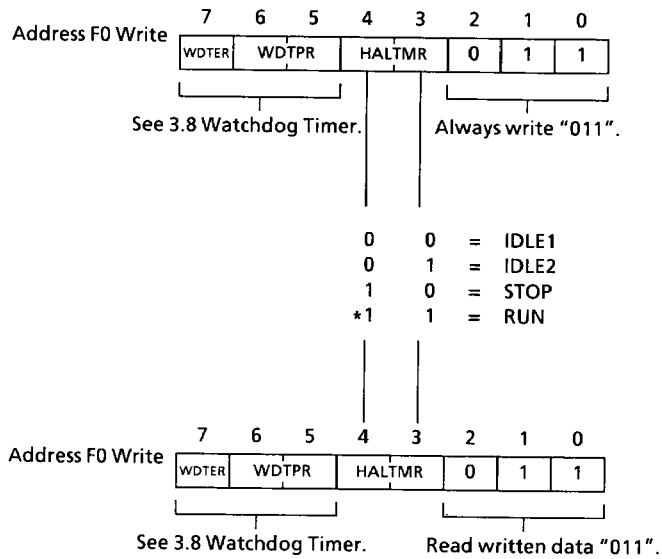 7 6 5 4 3 2 1 0
Address F0 Write
WDTER WDTPR HALTMR 0 1 1
See 3.8 Watchdog Timer. Always write "011".
0 0 = IDLE1
0 1 = IDLE2
1 0 = STOP
*1 1 = RUN
7 6 5 4 3 2 1 0
Address F0 Write
WDTER WDTPR HALTMR 0 1 1
See 3.8 Watchdog Timer. Read written data "011".